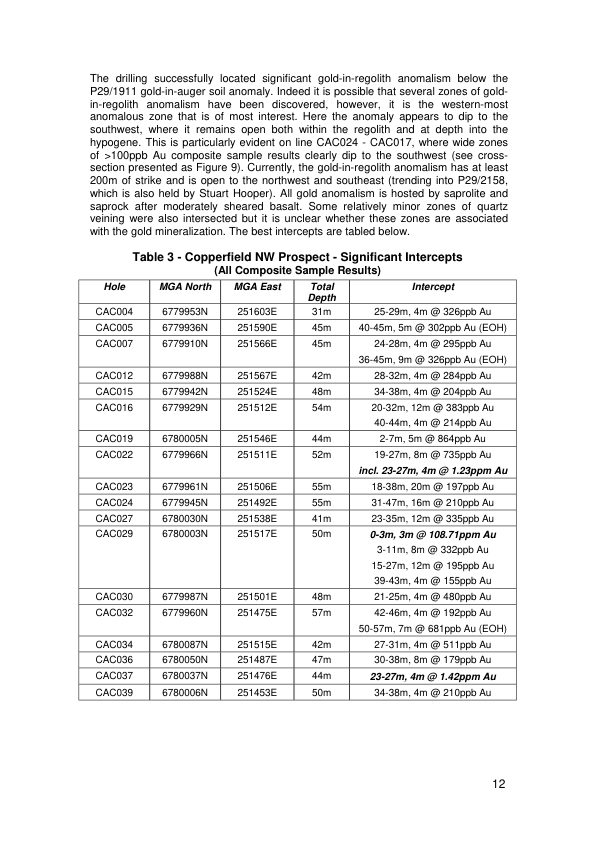 The drilling successfully located significant gold-in-regolith anomalism below the
P29/1911 gold-in-auger soil anomaly. Indeed it is possible that several zones of gold-
in-regolith anomalism have been discovered, however, it is the western-most
anomalous zone that is of most interest. Here the anomaly appears to dip to the
southwest, where it remains open both within the regolith and at depth into the
hypogene. This is particularly evident on line CAC024 - CAC017, where wide zones
of >100ppb Au composite sample results clearly dip to the southwest (see cross-
section presented as Figure 9). Currently, the gold-in-regolith anomalism has at least
200m of strike and is open to the northwest and southeast (trending into P29/2158,
which is also held by Stuart Hooper). All gold anomalism is hosted by saprolite and
saprock after moderately sheared basalt. Some relatively minor zones of quartz
veining were also intersected but it is unclear whether these zones are associated
with the gold mineralization. The best intercepts are tabled below.
Table 3 - Copperfield NW Prospect - Significant Intercepts
(All Composite Sample Results)
Hole MGA North MGA East Total Depth Intercept
CAC004 6779953N 251603E 31m 25-29m, 4m @ 326ppb Au
CAC005 6779936N 251590E 45m 40-45m, 5m @ 302ppb Au (EOH)
CAC007 6779910N 251566E 45m 24-28m, 4m @ 295ppb Au
36-45m, 9m @ 326ppb Au (EOH)
CAC012 6779988N 251567E 42m 28-32m, 4m @ 284ppb Au
CAC015 6779942N 251524E 48m 34-38m, 4m @ 204ppb Au
CAC016 6779929N 251512E 54m 20-32m, 12m @ 383ppb Au
40-44m, 4m @ 214ppb Au
CAC019 6780005N 251546E 44m 2-7m, 5m @ 864ppb Au
CAC022 6779966N 251511E 52m 19-27m, 8m @ 735ppb Au
incl. 23-27m, 4m @ 1.23ppm Au
CAC023 6779961N 251506E 55m 18-38m, 20m @ 197ppb Au
CAC024 6779945N 251492E 55m 31-47m, 16m @ 210ppb Au
CAC027 6780030N 251538E 41m 23-35m, 12m @ 335ppb Au
CAC029 6780003N 251517E 50m 0-3m, 3m @ 108.71ppm Au
3-11m, 8m @ 332ppb Au
15-27m, 12m @ 195ppb Au
39-43m, 4m @ 155ppb Au
CAC030 6779987N 251501E 48m 21-25m, 4m @ 480ppb Au
CAC032 6779960N 251475E 57m 42-46m, 4m @ 192ppb Au
50-57m, 7m @ 681ppb Au (EOH)
CAC034 6780087N 251515E 42m 27-31m, 4m @ 511ppb Au
CAC036 6780050N 251487E 47m 30-38m, 8m @ 179ppb Au
CAC037 6780037N 251476E 44m 23-27m, 4m @ 1.42ppm Au
CAC039 6780006N 251453E 50m 34-38m, 4m @ 210ppb Au
12